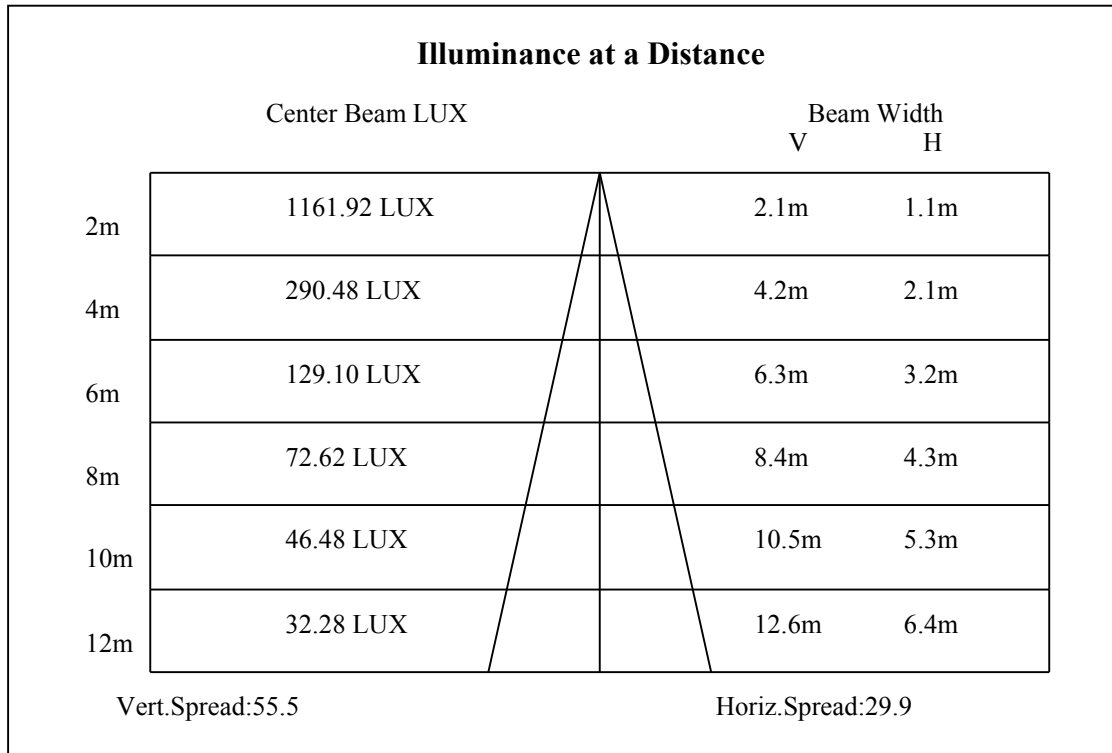 Illuminance at a Distance
Center Beam LUX Beam Width
V H
2m 1161.92 LUX 2.1m 1.1m
4m 290.48 LUX 4.2m 2.1m
6m 129.10 LUX 6.3m 3.2m
8m 72.62 LUX 8.4m 4.3m
10m 46.48 LUX 10.5m 5.3m
12m 32.28 LUX 12.6m 6.4m
Vert.Spread:55.5 Horiz.Spread:29.9